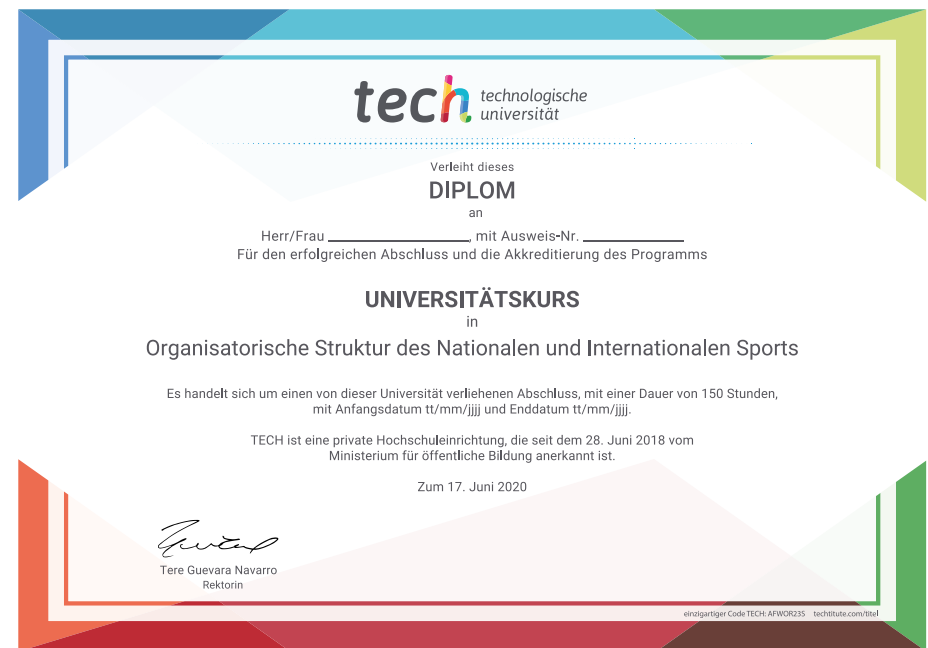 tech technologische
universität
Verleiht dieses
DIPLOM
an
Herr/Frau ____________________, mit Ausweis-Nr. ______________
Für den erfolgreichen Abschluss und die Akkreditierung des Programms
UNIVERSITÄTSKURS
in
Organisatorische Struktur des Nationalen und Internationalen Sports
Es handelt sich um einen von dieser Universität verliehenen Abschluss, mit einer Dauer von 150 Stunden,
mit Anfangsdatum tt/mm/jjjj und Enddatum tt/mm/jjjj.
TECH ist eine private Hochschuleinrichtung, die seit dem 28. Juni 2018 vom
Ministerium für öffentliche Bildung anerkannt ist.
Zum 17. Juni 2020
Tere Guevara Navarro
Rektorin
einzigartiger Code TECH: AFWOR235 techtitute.com/titel